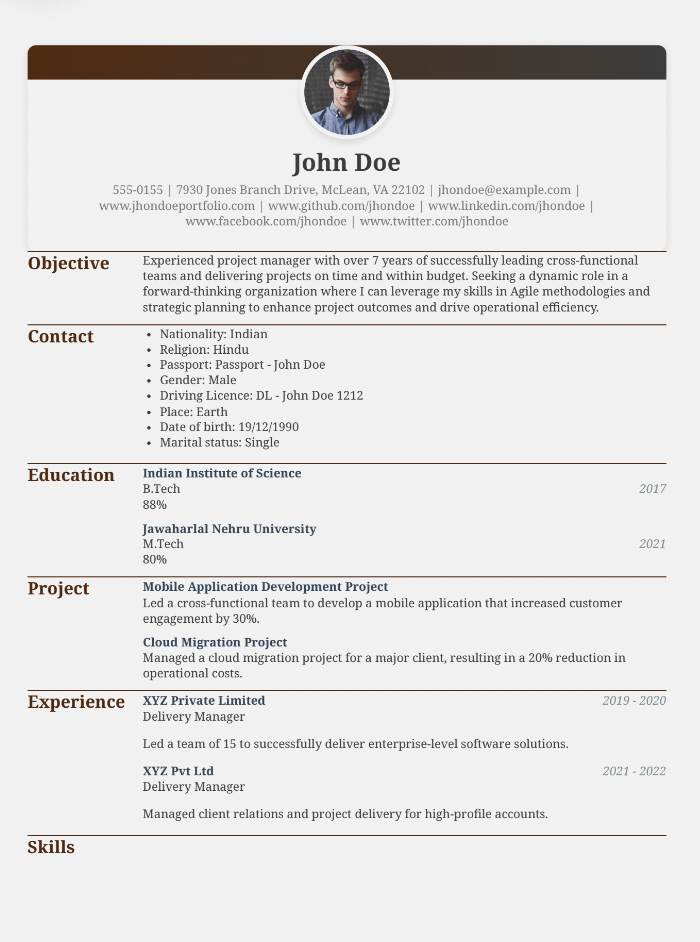 John Doe
555-0155 | 7930 Jones Branch Drive, McLean, VA 22102 | jhondoe@example.com |
www.jhondoeportfolio.com | www.github.com/jhondoe | www.linkedin.com/jhondoe |
www.facebook.com/jhondoe | www.twitter.com/jhondoe
Objective
Experienced project manager with over 7 years of successfully leading cross-functional
teams and delivering projects on time and within budget. Seeking a dynamic role in a
forward-thinking organization where I can leverage my skills in Agile methodologies and
strategic planning to enhance project outcomes and drive operational efficiency.
Contact
• Nationality: Indian
• Religion: Hindu
• Passport: Passport - John Doe
• Gender: Male
• Driving Licence: DL - John Doe 1212
• Place: Earth
• Date of birth: 19/12/1990
• Marital status: Single
Education
Indian Institute of Science
B.Tech 2017
88%
Jawaharlal Nehru University
M.Tech 2021
80%
Project
Mobile Application Development Project
Led a cross-functional team to develop a mobile application that increased customer
engagement by 30%.
Cloud Migration Project
Managed a cloud migration project for a major client, resulting in a 20% reduction in
operational costs.
Experience
XYZ Private Limited 2019 - 2020
Delivery Manager
Led a team of 15 to successfully deliver enterprise-level software solutions.
XYZ Pvt Ltd 2021 - 2022
Delivery Manager
Managed client relations and project delivery for high-profile accounts.
Skills